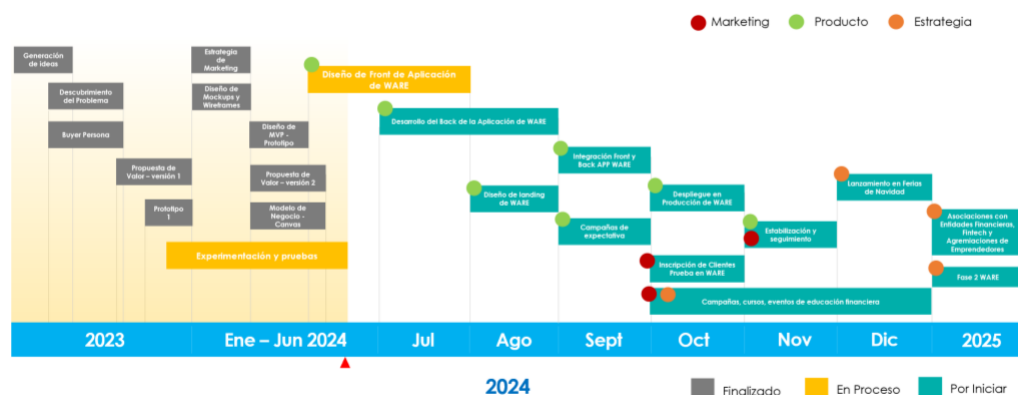 Marketing
Producto
Estrategia
Generación
de ideas
Estrategia
de
Marketing
Diseño de Front de Aplicación
de WARE
Descubrimiento
del Problema
Diseño de
Mockups y
Wireframes
Desarrollo del Back de la Aplicación de WARE
Buyer Persona
Diseño de
MVP -
Prototipo
Integración Front y
Back APP WARE
Propuesta de
Valor – versión 1
Propuesta de
Valor – versión 2
Diseño de landing
de WARE
Despliegue en
Producción de WARE
Lanzamiento en Ferias
de Navidad
Prototipo
1
Modelo de
Negocio -
Canvas
Campañas de
expectativa
Estabilización y
seguimiento
Asociaciones con
Entidades Financieras,
Fintech y
Agremiaciones de
Emprendedores
Experimentación y pruebas
Inscripción de Clientes
Prueba en WARE
Fase 2 WARE
Campañas, cursos, eventos de educación financiera
2023
Ene – Jun 2024
Jul
Ago
Sept
Oct
Nov
Dic
2025
2024
Finalizado
En Proceso
Por Iniciar